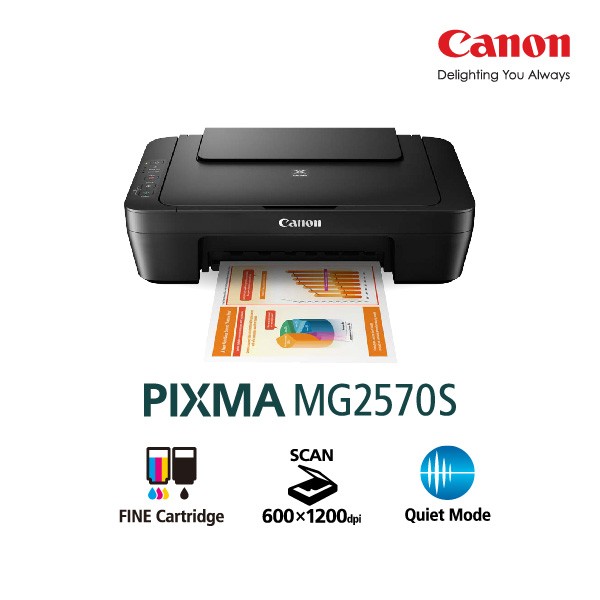 Canon
Delighting You Always
Canon
PIXMA MG2570S
FINE Cartridge
SCAN
600×1200dpi
Quiet Mode